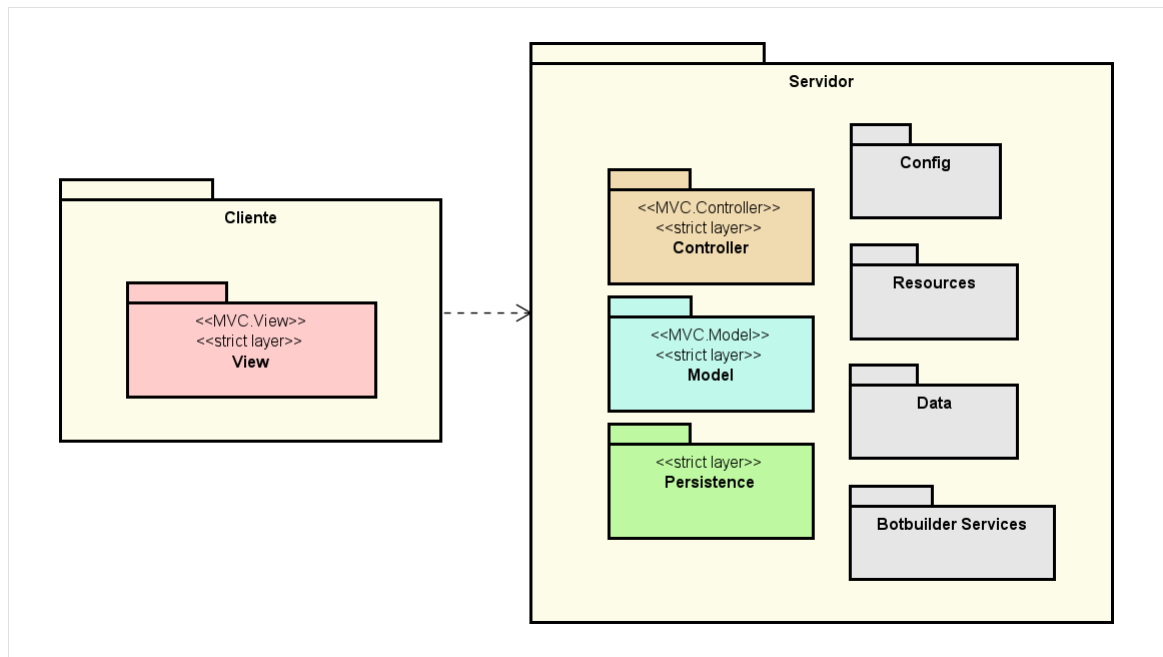 Cliente
<<MVC.View>>
<<strict layer>>
View
Servidor
<<MVC.Controller>>
<<strict layer>>
Controller
<<MVC.Model>>
<<strict layer>>
Model
<<strict layer>>
Persistence
Config
Resources
Data
Botbuilder Services